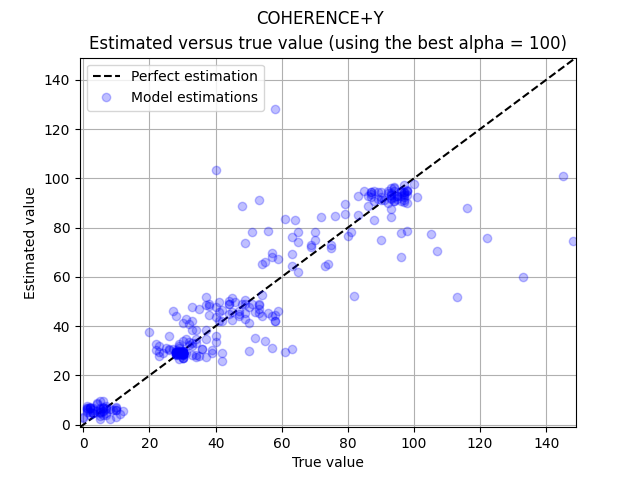 COHERENCE+Y
Estimated versus true value (using the best alpha = 100)
Perfect estimation
Model estimations
140
120
100
80
60
40
20
0
Estimated value
0 20 40 60 80 100 120 140
True value